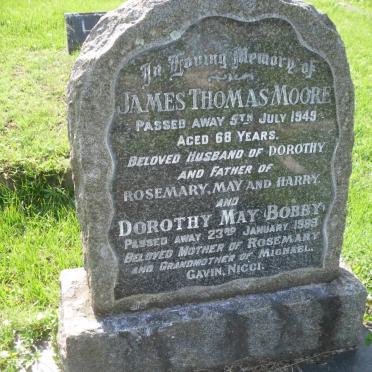 In Loving Memory of
JAMES THOMAS MOORE
PASSED AWAY 5TH JULY 1949
AGED 68 YEARS.
BELOVED HUSBAND OF DOROTHY
AND FATHER OF
ROSEMARY, MAY AND HARRY.
AND
DOROTHY MAY (BOBBY)
PASSED AWAY 23RD JANUARY
BELOVED MOTHER OF ROSEMARY
AND GRANDMOTHER OF MICHAEL,
GAVIN, NICCI.